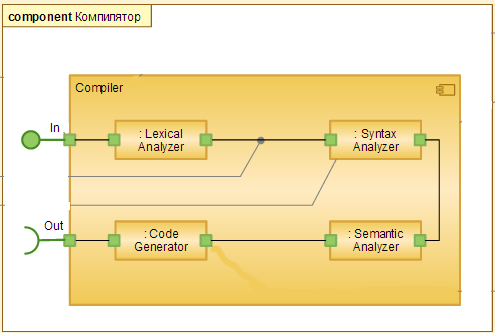 component Компилятор
Compiler
In
: Lexical
Analyzer
: Syntax
Analyzer
Out
: Code
Generator
: Semantic
Analyzer